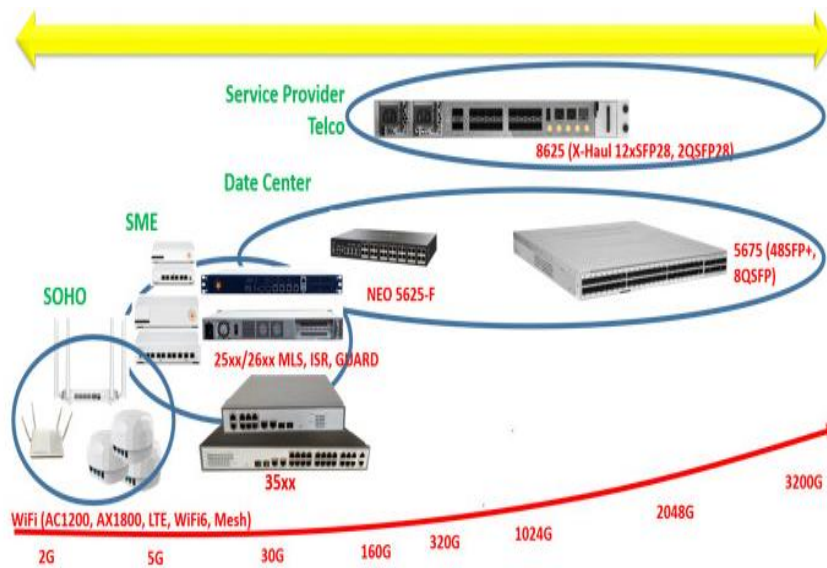 Service Provider
Telco
8625 (X-Haul 12xSFP28, 2QSFP28)
Date Center
SME
NEO 5625-F
5675 (48SFP+,
8QSFP)
SOHO
25xx/26xx MLS, ISR, GUARD
35xx
WiFi (AC1200, AX1800, LTE, WiFi6, Mesh)
2G
5G
30G
160G
320G
1024G
2048G
3200G